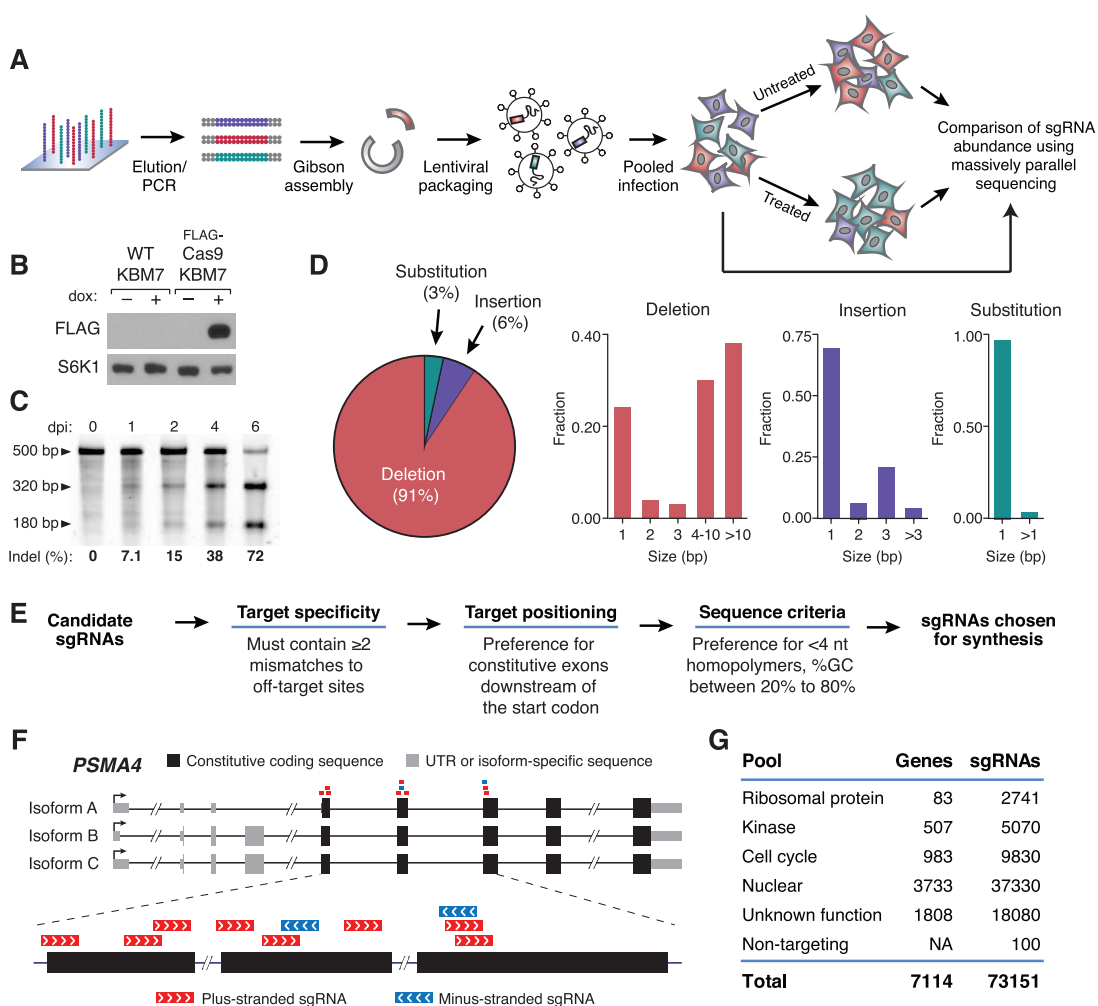 A
Elution/
PCR
Gibson
assembly
Lentiviral
packaging
Pooled
infection
Untreated
Treated
Comparison of sgRNA
abundance using
massively parallel
sequencing
B
WT
KBM7
FLAG-
Cas9
KBM7
dox: – + – +
FLAG
S6K1
C
dpi: 0 1 2 4 6
500 bp
320 bp
180 bp
Indel (%): 0 7.1 15 38 72
D
Substitution
(3%)
Insertion
(6%)
Deletion
(91%)
Deletion
Fraction
0.40
0.20
0.00
1 2 3 4-10 >10
Size (bp)
Insertion
Fraction
0.75
0.50
0.25
0.00
1 2 3 >3
Size (bp)
Substitution
Fraction
1.00
0.50
0.00
1 >1
Size (bp)
E
Candidate
sgRNAs
Target specificity
Must contain ≥2
mismatches to
off-target sites
Target positioning
Preference for
constitutive exons
downstream of
the start codon
Sequence criteria
Preference for <4 nt
homopolymers, %GC
between 20% to 80%
sgRNAs chosen
for synthesis
F
PSMA4
Constitutive coding sequence
UTR or isoform-specific sequence
Isoform A
Isoform B
Isoform C
Plus-stranded sgRNA
Minus-stranded sgRNA
G
Pool Genes sgRNAs
Ribosomal protein 83 2741
Kinase 507 5070
Cell cycle 983 9830
Nuclear 3733 37330
Unknown function 1808 18080
Non-targeting NA 100
Total 7114 73151